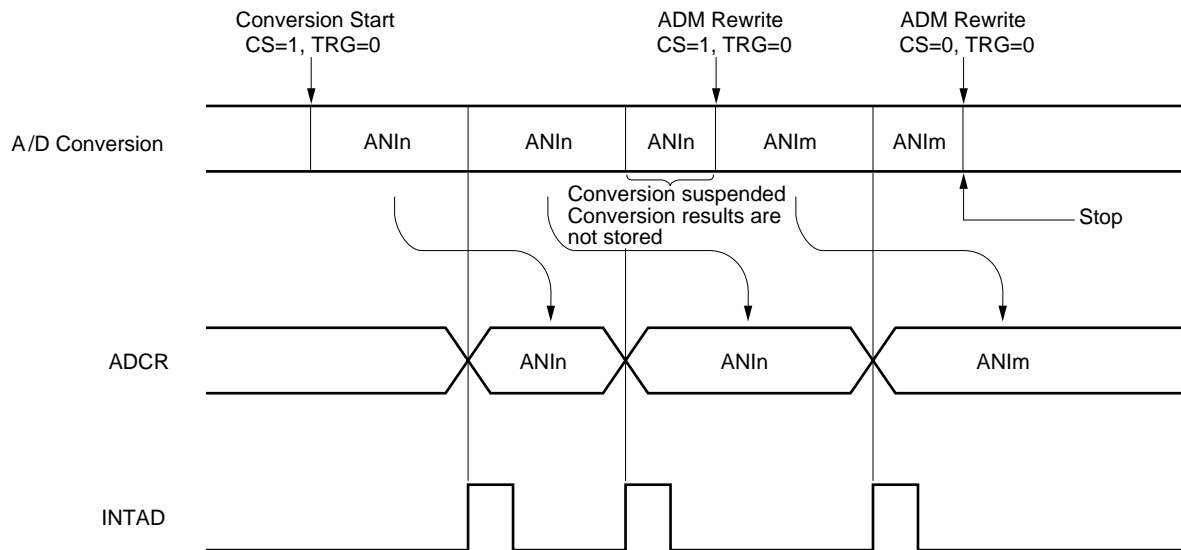 Conversion Start
CS=1, TRG=0
ADM Rewrite
CS=1, TRG=0
ADM Rewrite
CS=0, TRG=0
A/D Conversion
ANIn
ANIn
ANIn
ANIm
ANIm
Conversion suspended
Conversion results are
not stored
Stop
ADCR
ANIn
ANIn
ANIm
INTAD